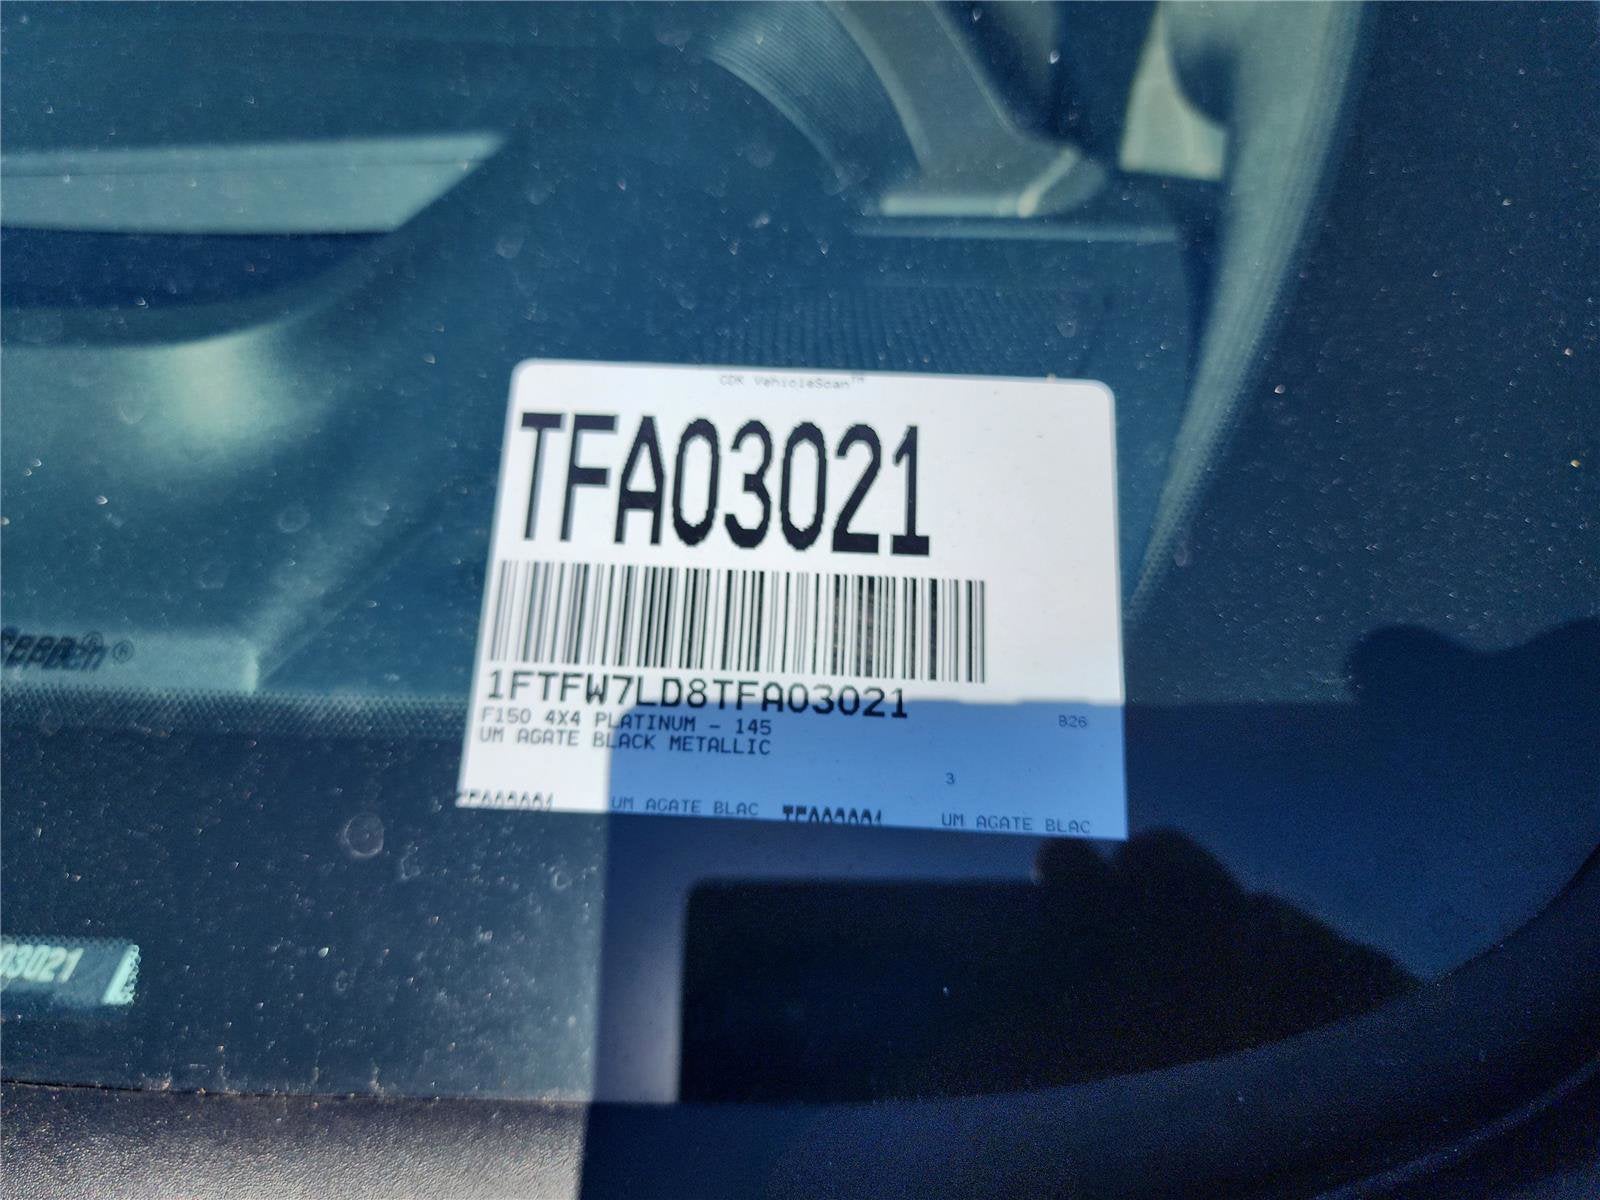 CDK VehicleScan™
TFA03021
1FTFW7LD8TFA03021
F150 4X4 PLATINUM - 145 B26
UM AGATE BLACK METALLIC
3
UM AGATE BLAC UM AGATE BLAC
03021